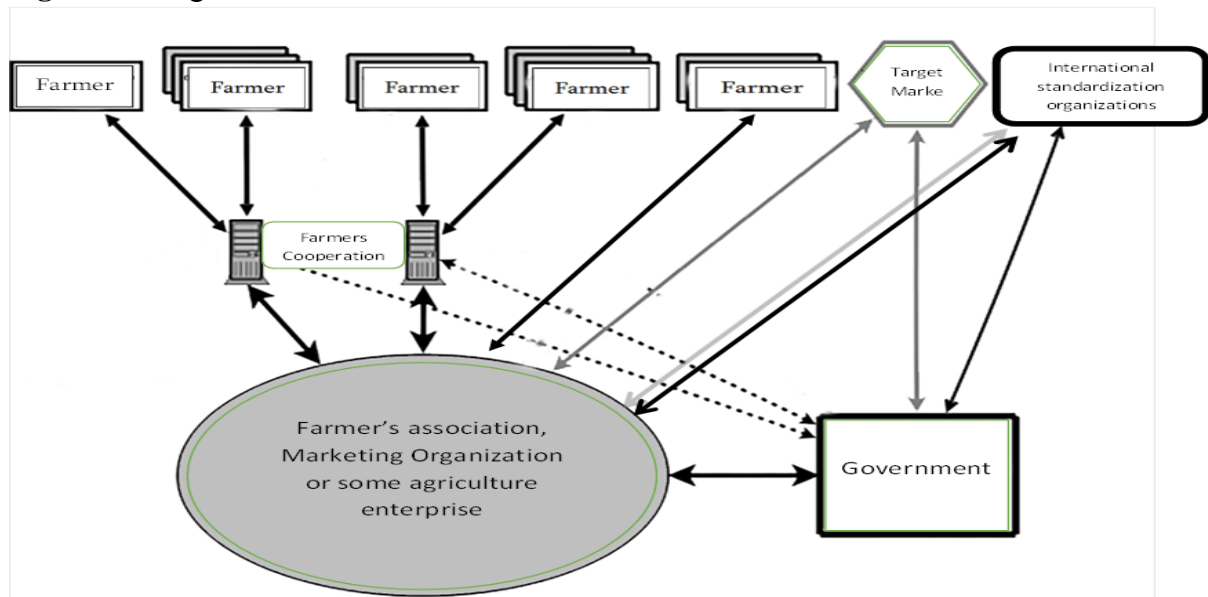 Farmer
Farmer
Farmer
Farmer
Farmer
Target
Marke
International
standardization
organizations
Farmers
Cooperation
Farmer's association,
Marketing Organization
or some agriculture
enterprise
Government